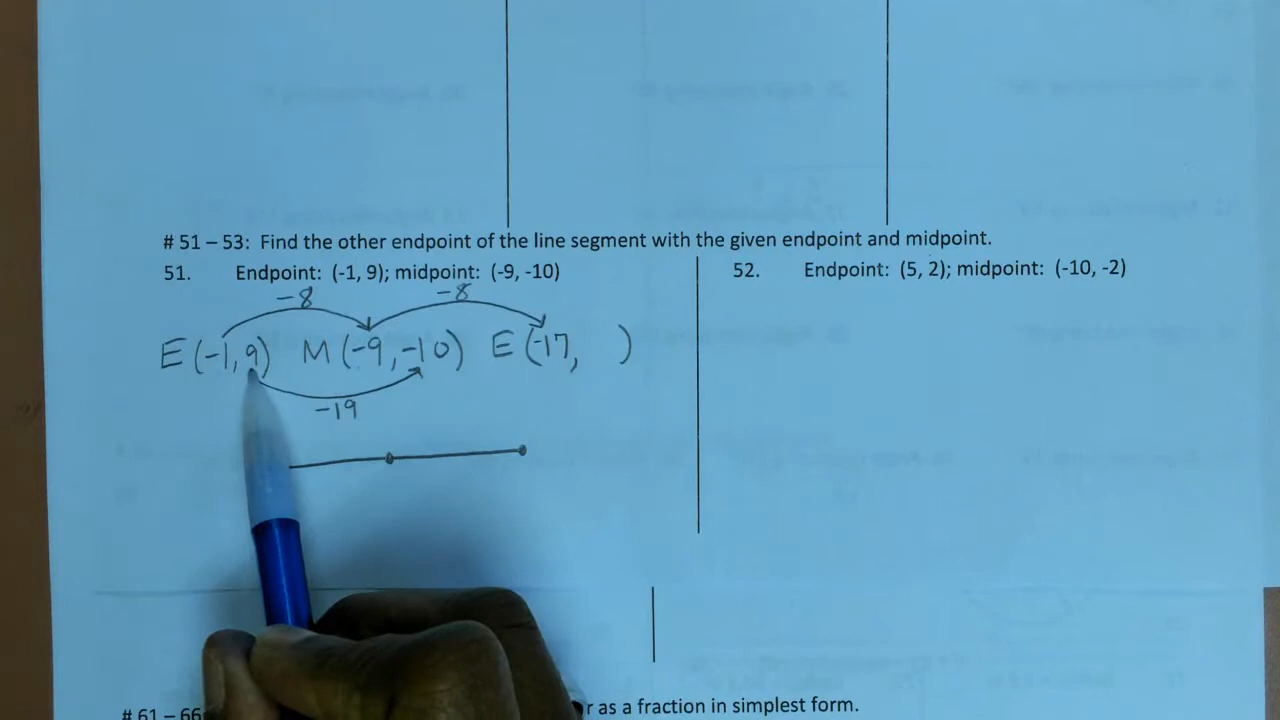 # 51 – 53: Find the other endpoint of the line segment with the given endpoint and midpoint.
51. Endpoint: (-1, 9); midpoint: (-9, -10)
52. Endpoint: (5, 2); midpoint: (-10, -2)
-8 -8
E(-1,9) M(-9,-10) E(-17, )
-19
# 61 – 66 r as a fraction in simplest form.